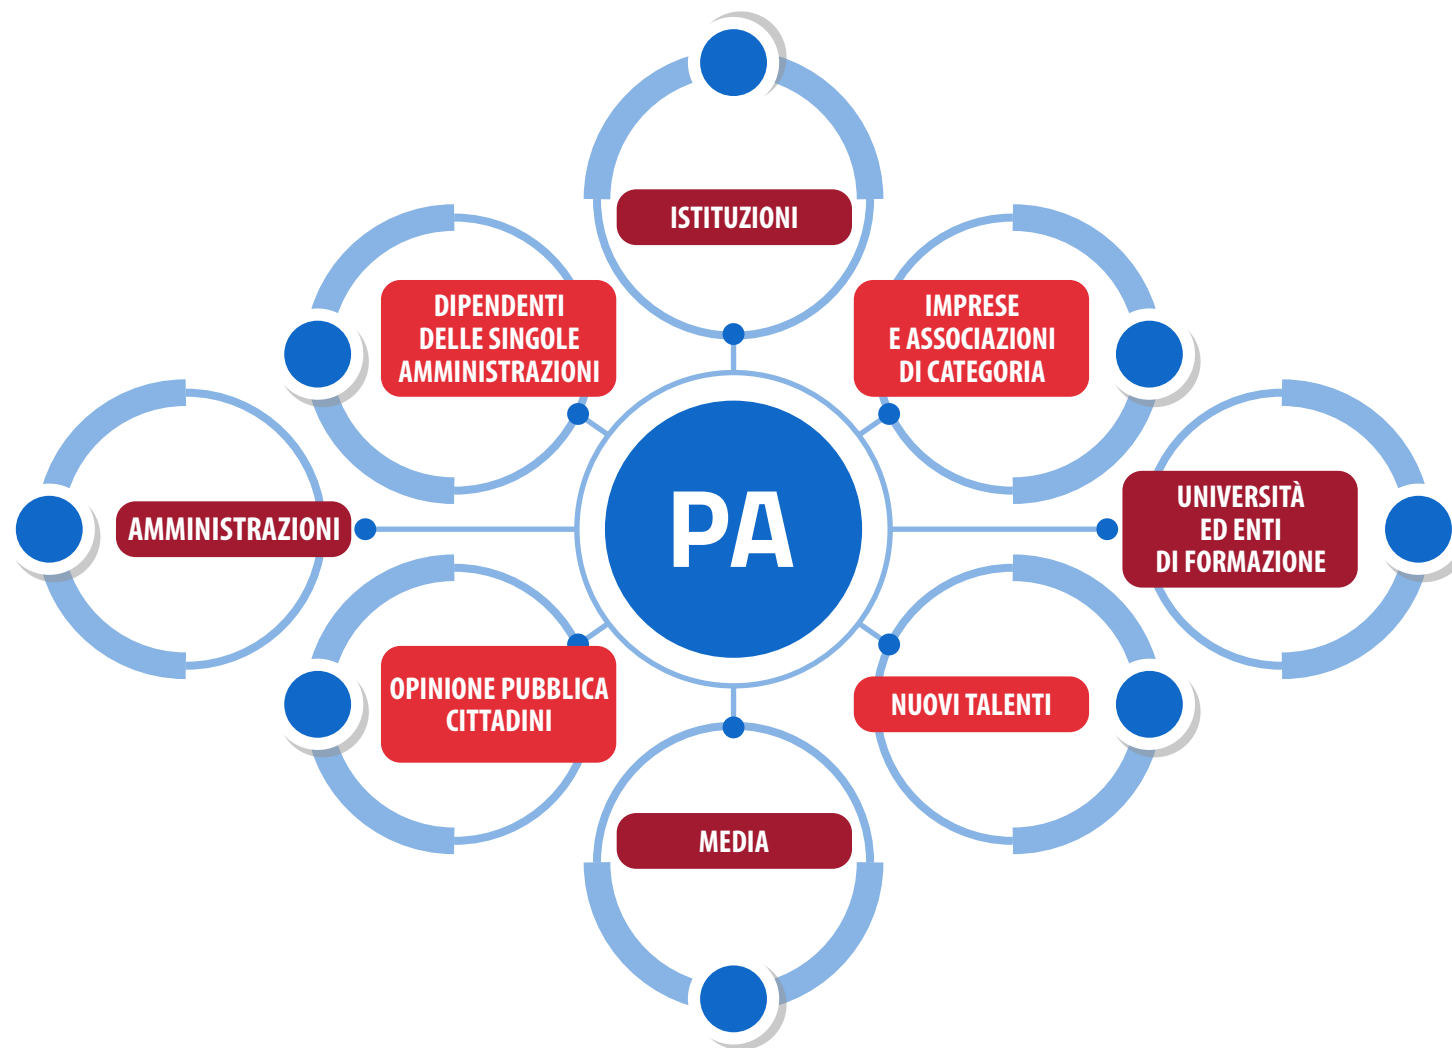 ISTITUZIONI
DIPENDENTI
DELLE SINGOLE
AMMINISTRAZIONI
IMPRESE
E ASSOCIAZIONI
DI CATEGORIA
AMMINISTRAZIONI
PA
UNIVERSITÀ
ED ENTI
DI FORMAZIONE
OPINIONE PUBBLICA
CITTADINI
NUOVI TALENTI
MEDIA